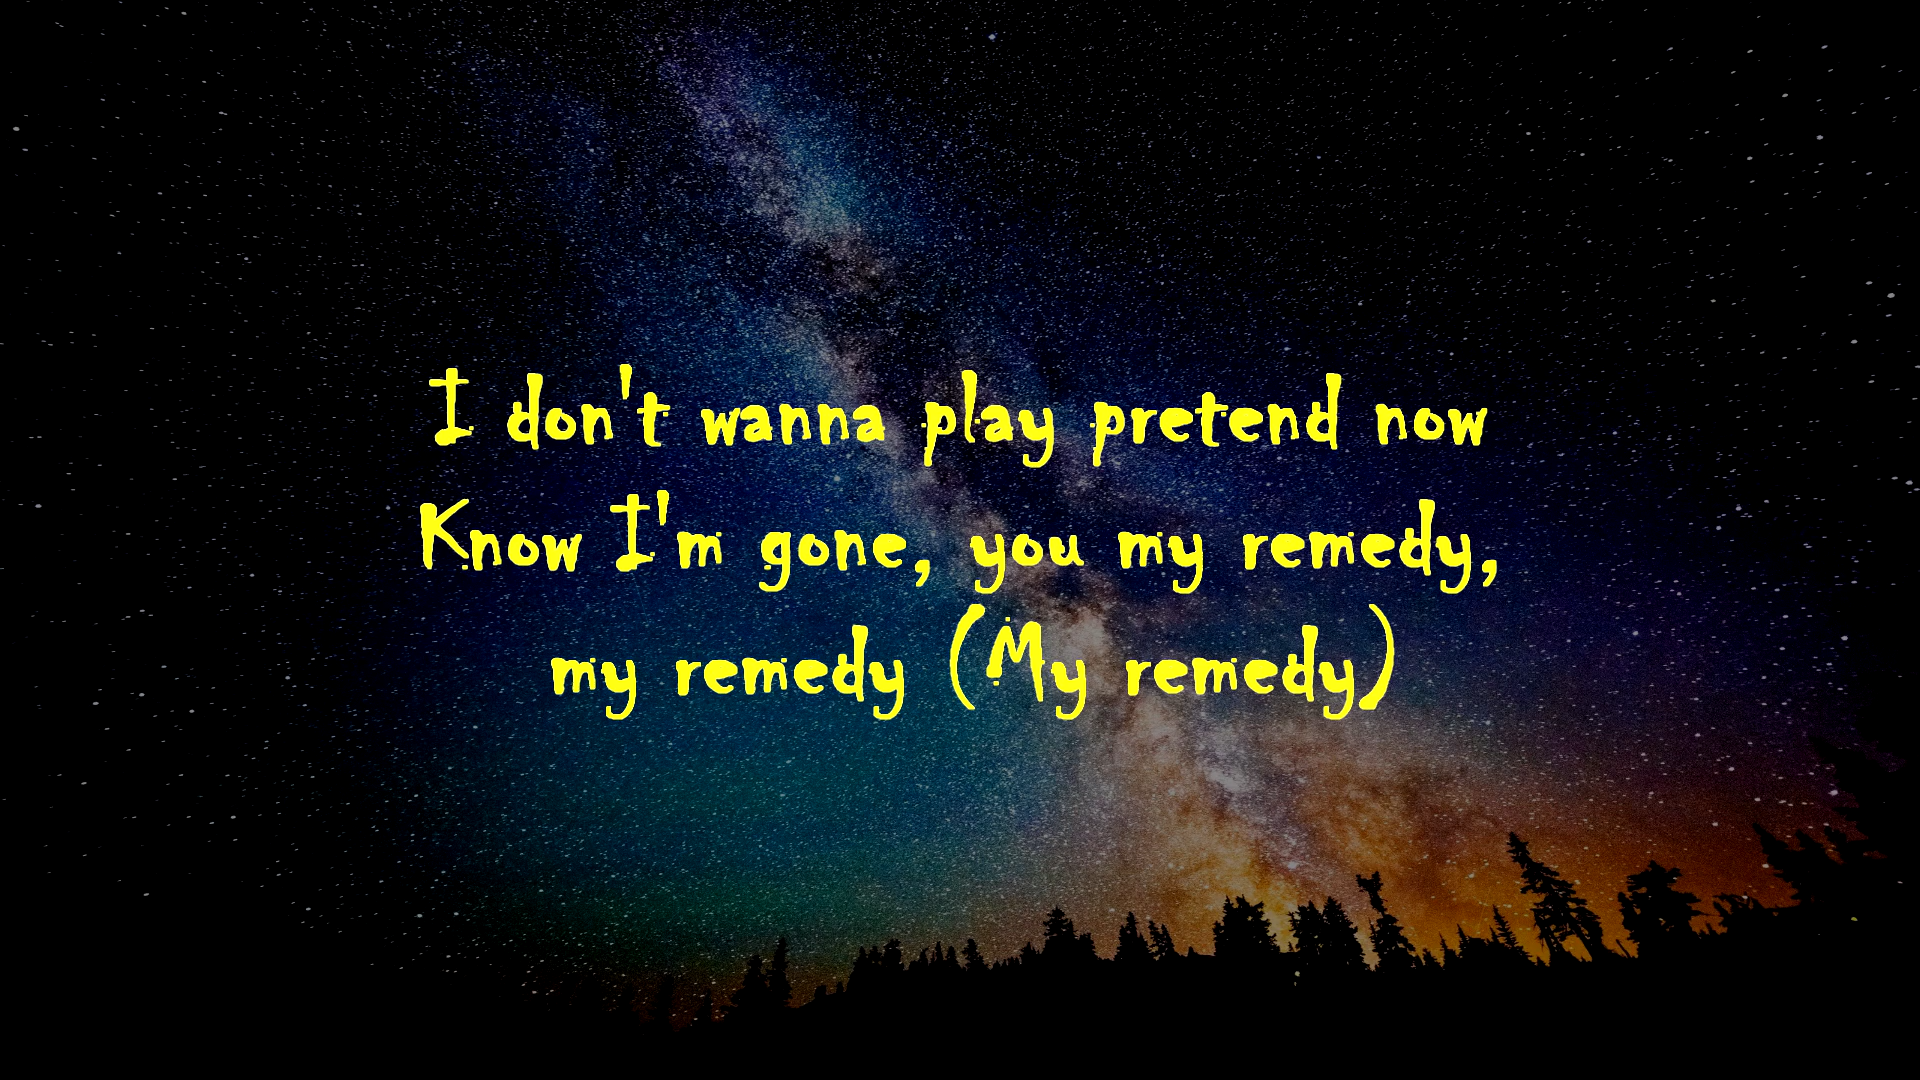 I don't wanna play pretend now
Know I'm gone, you my remedy,
my remedy (My remedy)